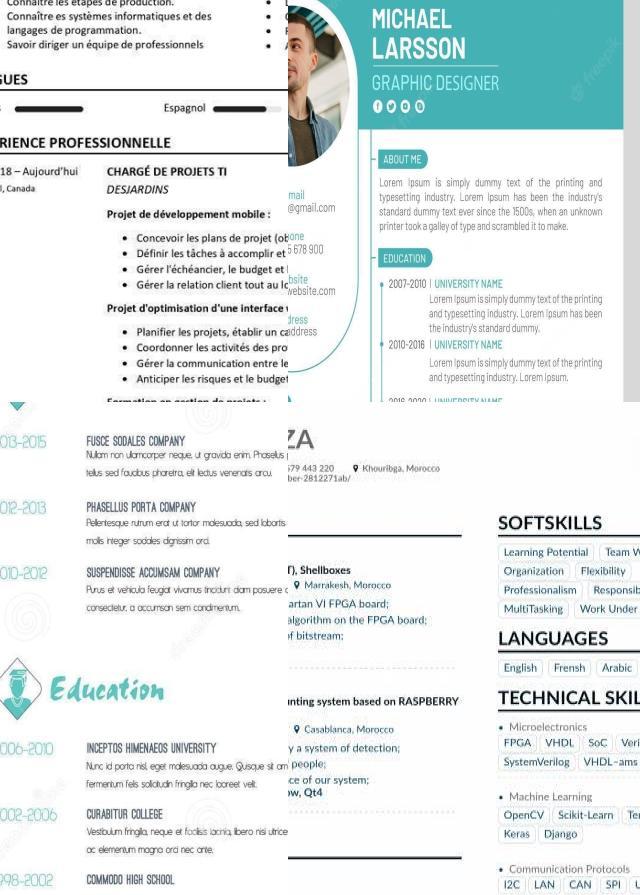 Connaître les étapes de production.
Connaître es systèmes informatiques et des
langages de programmation.
Savoir diriger un équipe de professionnels
GUES
Espagnol
RIENCE PROFESSIONNELLE
18 – Aujourd’hui
l, Canada
CHARGÉ DE PROJETS TI
DESJARDINS
Projet de développement mobile :
Concevoir les plans de projet (ob
Définir les tâches à accomplir et
Gérer l'échéancier, le budget et l
Gérer la relation client tout au lo
Projet d'optimisation d'une interface
Planifier les projets, établir un ca
Coordonner les activités des pro
Gérer la communication entre le
Anticiper les risques et le budget
Formation en gestion de projets :
MICHAEL
LARSSON
GRAPHIC DESIGNER
mail
@gmail.com
one
5 678 900
bsite
website.com
dress
address
ABOUT ME
Lorem Ipsum is simply dummy text of the printing and
typesetting industry. Lorem Ipsum has been the industry's
standard dummy text ever since the 1500s, when an unknown
printer took a galley of type and scrambled it to make.
EDUCATION
2007-2010 | UNIVERSITY NAME
Lorem Ipsum is simply dummy text of the printing
and typesetting industry. Lorem Ipsum has been
the industry's standard dummy.
2010-2016 | UNIVERSITY NAME
Lorem Ipsum is simply dummy text of the printing
and typesetting industry. Lorem Ipsum.
UNIVERSITY NAME
013-2015
FUSCE SODALES COMPANY
Nullam non ullamcorper neque, ut gravida enim. Phasellus
tellus sed faucibus pharetra, elit lectus venenatis arcu.
012-2013
PHASELLUS PORTA COMPANY
Pellentesque rutrum erat ut tortor malesuada, sed lobortis
mollis integer sodales dignissim orci.
010-2012
SUSPENDISSE ACCUMSAM COMPANY
Purus et vehicula feugiat vivamus tincidunt diam posuere
consectetur, a accumsan sem condimentum.
Education
006-2010
INCEPTOS HIMENAEOS UNIVERSITY
Nunc id porta nisl, eget malesuada augue. Quisque sit am
fermentum felis sollicitudin fringilla nec laoreet velit.
002-2006
CURABITUR COLLEGE
Vestibulum fringilla, neque et facilisis lacinia, libero nisi ultrice
ac elementum magna orci nec ante.
998-2002
COMMODO HIGH SCHOOL
ZA
679 443 220 Khouribga, Morocco
ber-2812271ab/
T), Shellboxes
Marrakesh, Morocco
artan VI FPGA board;
algorithm on the FPGA board;
of bitstream;
unting system based on RASPBERRY
Casablanca, Morocco
y a system of detection;
people;
ce of our system;
ow, Qt4
SOFTSKILLS
Learning Potential Team W
Organization Flexibility
Professionalism Responsib
MultiTasking Work Under
LANGUAGES
English Frensh Arabic
TECHNICAL SKIL
Microelectronics
FPGA VHDL SoC Veri
SystemVerilog VHDL-ams
Machine Learning
OpenCV Scikit-Learn Ten
Keras Django
Communication Protocols
I2C LAN CAN SPI U